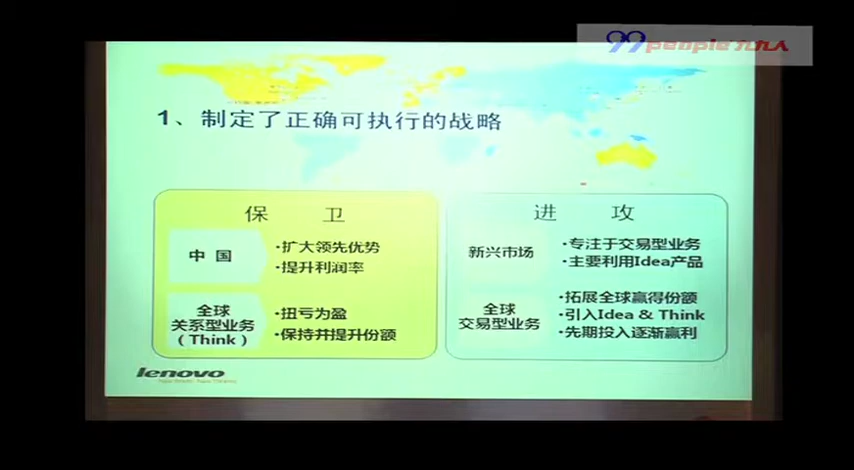 99people九九人
1、制定了正确可执行的战略
保 卫
中 国
·扩大领先优势
·提升利润率
全球
关系型业务
(Think)
·扭亏为盈
·保持并提升份额
进 攻
新兴市场
·专注于交易型业务
·主要利用Idea产品
全球
交易型业务
·拓展全球赢得份额
·引入Idea & Think
·先期投入逐渐赢利
lenovo